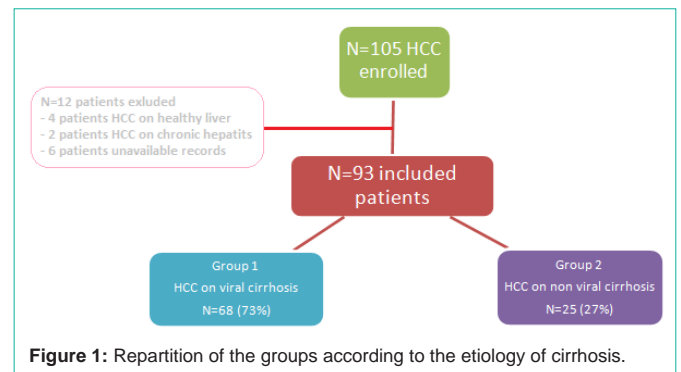 N=105 HCC
enrolled
N=12 patients exluded
- 4 patients HCC on healthy liver
- 2 patients HCC on chronic hepatits
- 6 patients unavailable records
N=93 included
patients
Group 1
HCC on viral cirrhosis
N=68 (73%)
Group 2
HCC on non viral cirrhosis
N=25 (27%)
Figure 1: Repartition of the groups according to the etiology of cirrhosis.